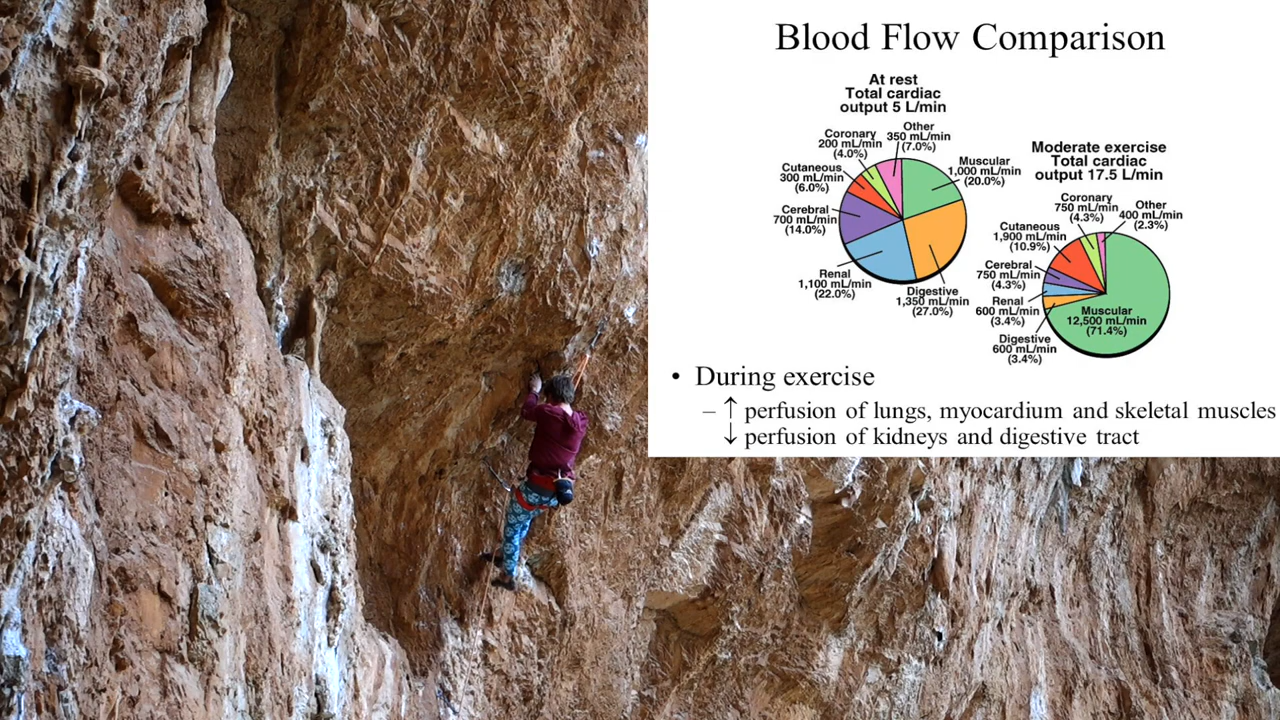 Blood Flow Comparison
At rest
Total cardiac
output 5 L/min
Other
350 mL/min
(7.0%)
Coronary
200 mL/min
(4.0%)
Cutaneous
300 mL/min
(6.0%)
Cerebral
700 mL/min
(14.0%)
Renal
1,100 mL/min
(22.0%)
Digestive
1,350 mL/min
(27.0%)
Muscular
1,000 mL/min
(20.0%)
Moderate exercise
Total cardiac
output 17.5 L/min
Coronary
750 mL/min
(4.3%)
Other
400 mL/min
(2.3%)
Cutaneous
1,900 mL/min
(10.9%)
Cerebral
750 mL/min
(4.3%)
Renal
600 mL/min
(3.4%)
Digestive
600 mL/min
(3.4%)
Muscular
12,500 mL/min
(71.4%)
• During exercise
– ↑ perfusion of lungs, myocardium and skeletal muscles
↓ perfusion of kidneys and digestive tract